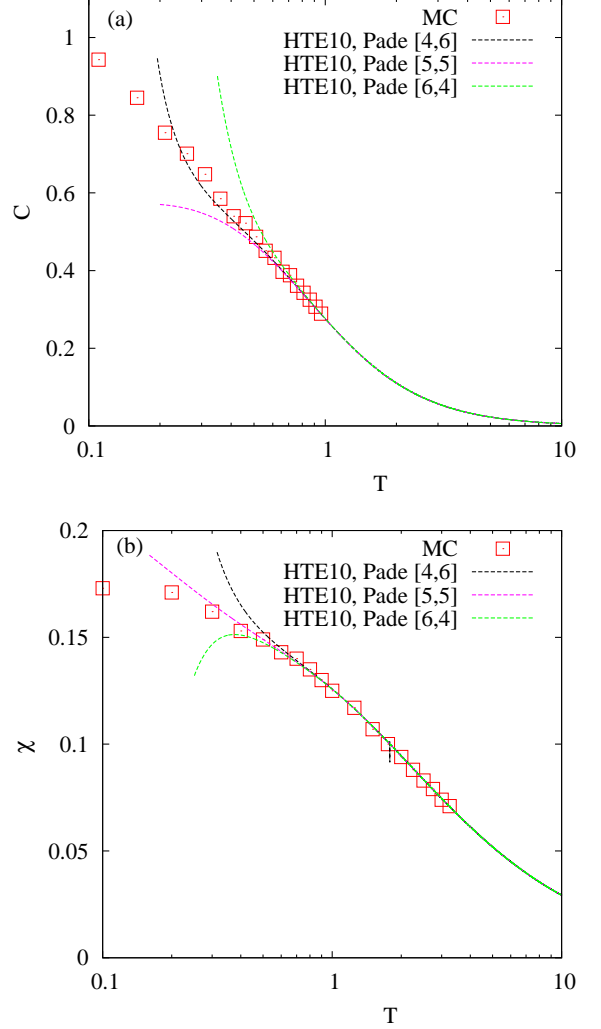 (a)
MC
HTE10, Pade [4,6]
HTE10, Pade [5,5]
HTE10, Pade [6,4]
1
0.8
0.6
0.4
0.2
0
C
0.1 1 10
T
(b)
MC
HTE10, Pade [4,6]
HTE10, Pade [5,5]
HTE10, Pade [6,4]
0.2
0.15
0.1
0.05
0
χ
0.1 1 10
T